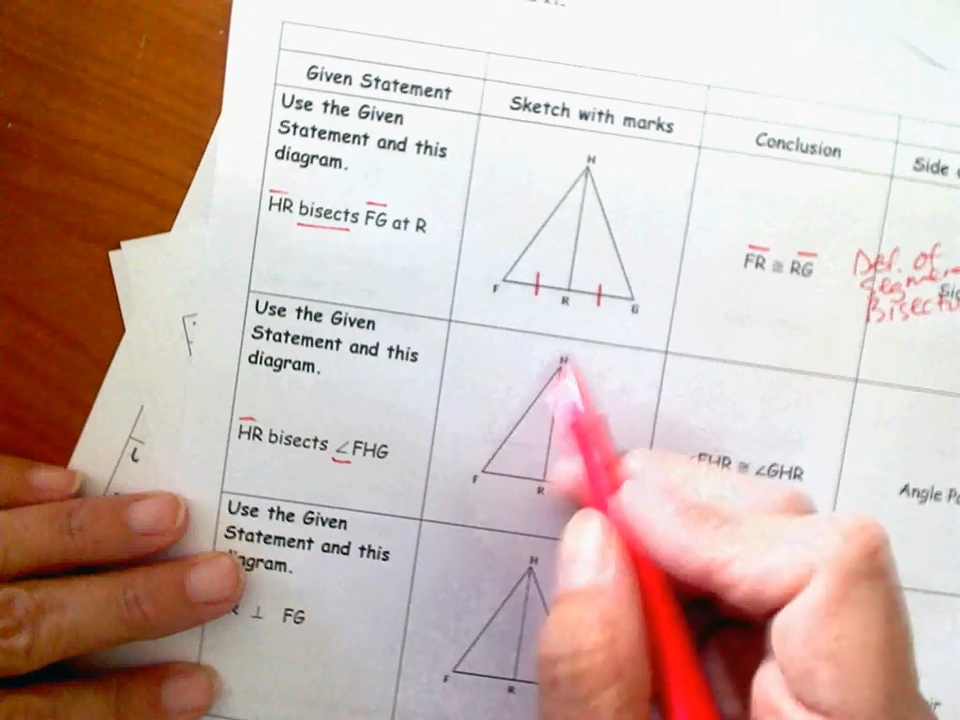 Given Statement
Sketch with marks
Conclusion
Side
Use the Given
Statement and this
diagram.
HR bisects FG at R
H
F
R
G
FR ≅ RG
Def. of
Use the Given
Statement and this
diagram.
HR bisects ∠FHG
H
F
R
FHR ≅ ∠GHR
Angle
Use the Given
Statement and this
⊥ FG
H
F
R
i